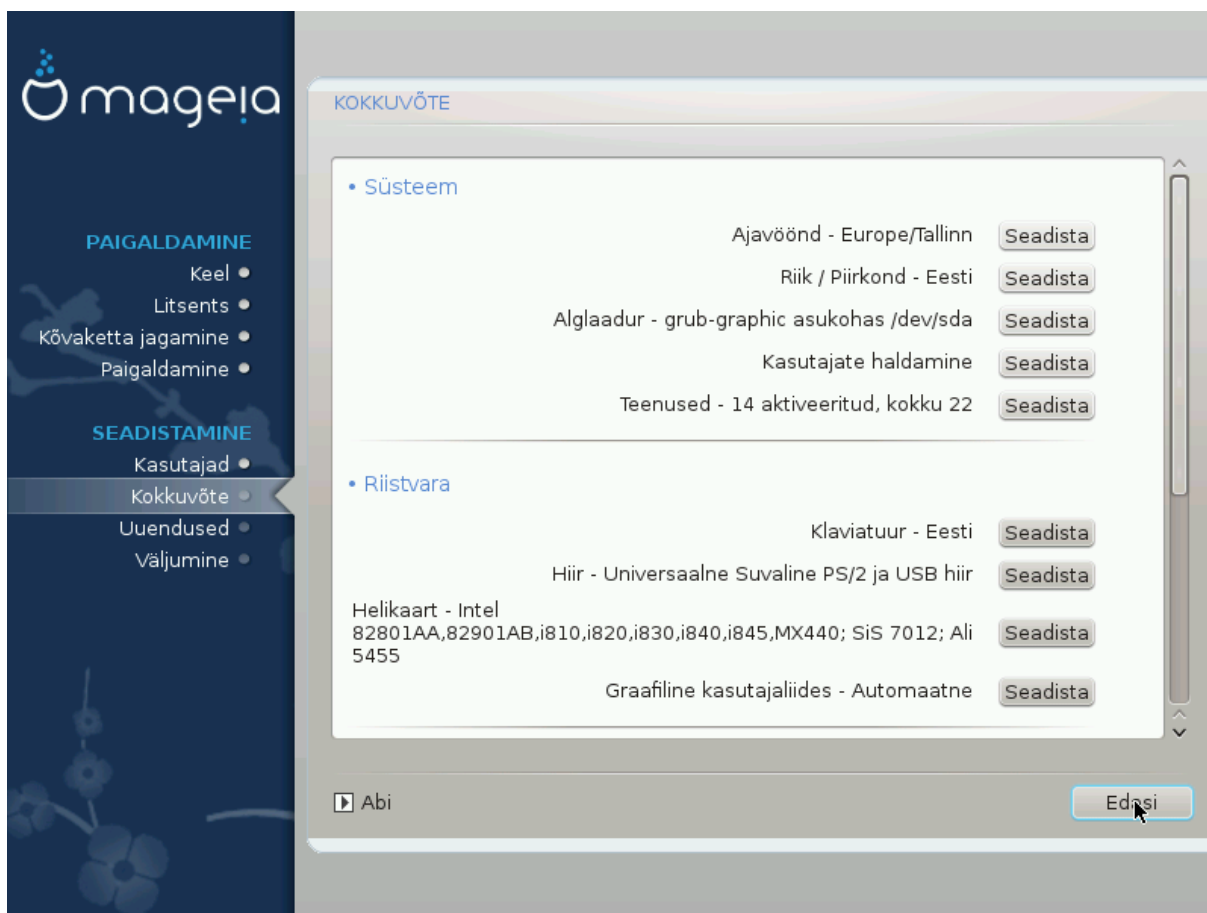 mageia
PAIGALDAMINE
Keel
Litsents
Kõvaketta jagamine
Paigaldamine
SEADISTAMINE
Kasutajad
Kokkuvõte
Uuendused
Väljumine
KOKKUVÕTE
• Süsteem
Ajavöönd - Europe/Tallinn Seadista
Riik / Piirkond - Eesti Seadista
Alglaadur - grub-graphic asukohas /dev/sda Seadista
Kasutajate haldamine Seadista
Teenused - 14 aktiveeritud, kokku 22 Seadista
• Riistvara
Klaviatuur - Eesti Seadista
Hiir - Universaalne Suvaline PS/2 ja USB hiir Seadista
Helikaart - Intel
82801AA,82901AB,i810,i820,i830,i840,i845,MX440; SiS 7012; Ali Seadista
5455
Graafiline kasutajaliides - Automaatne Seadista
Abi
Edasi